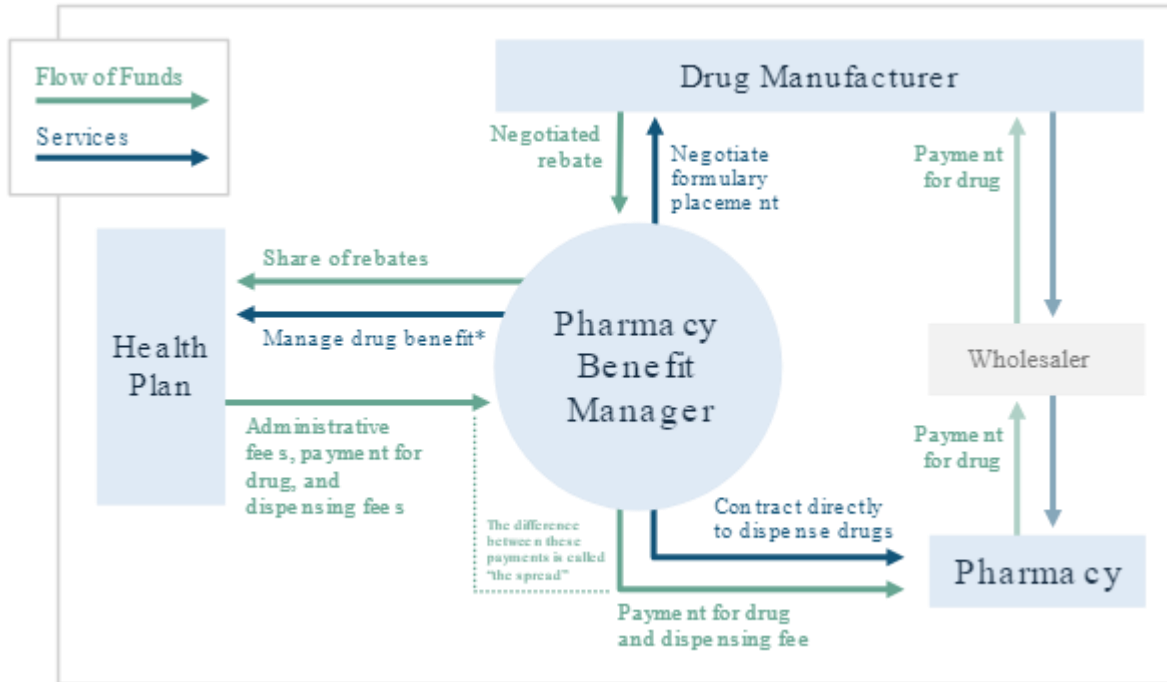 Flow of Funds
Services
Drug Manufacturer
Negotiated
rebate
Negotiate
formulary
placement
Payment
for drug
Share of rebates
Manage drug benefit*
Health
Plan
Pharmacy
Benefit
Manager
Wholesaler
Administrative
fees, payment for
drug, and
dispensing fees
Payment
for drug
The difference
between these
payments is called
"the spread"
Contract directly
to dispense drugs
Pharmacy
Payment for drug
and dispensing fee